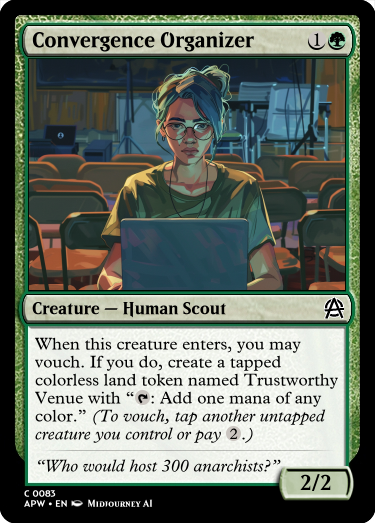 Convergence Organizer 1
Creature — Human Scout
When this creature enters, you may
vouch. If you do, create a tapped
colorless land token named Trustworthy
Venue with “: Add one mana of any
color.” (To vouch, tap another untapped
creature you control or pay 2.)
“Who would host 300 anarchists?”
2/2
C 0083
APW • EN Midjourney AI